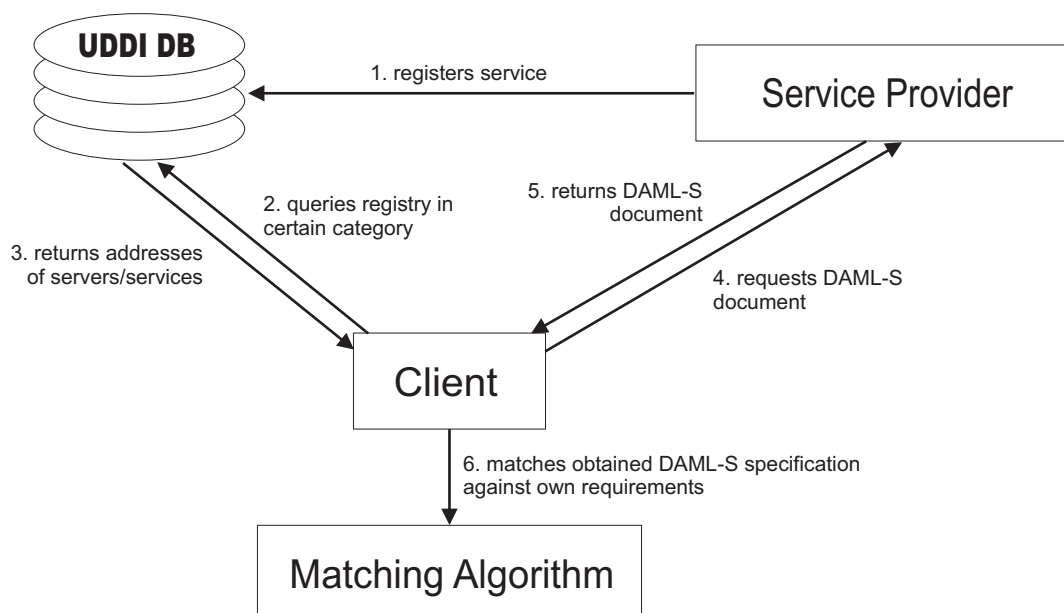 UDDI DB
1. registers service
Service Provider
2. queries registry in
certain category
3. returns addresses
of servers/services
5. returns DAML-S
document
4. requests DAML-S
document
Client
6. matches obtained DAML-S specification
against own requirements
Matching Algorithm